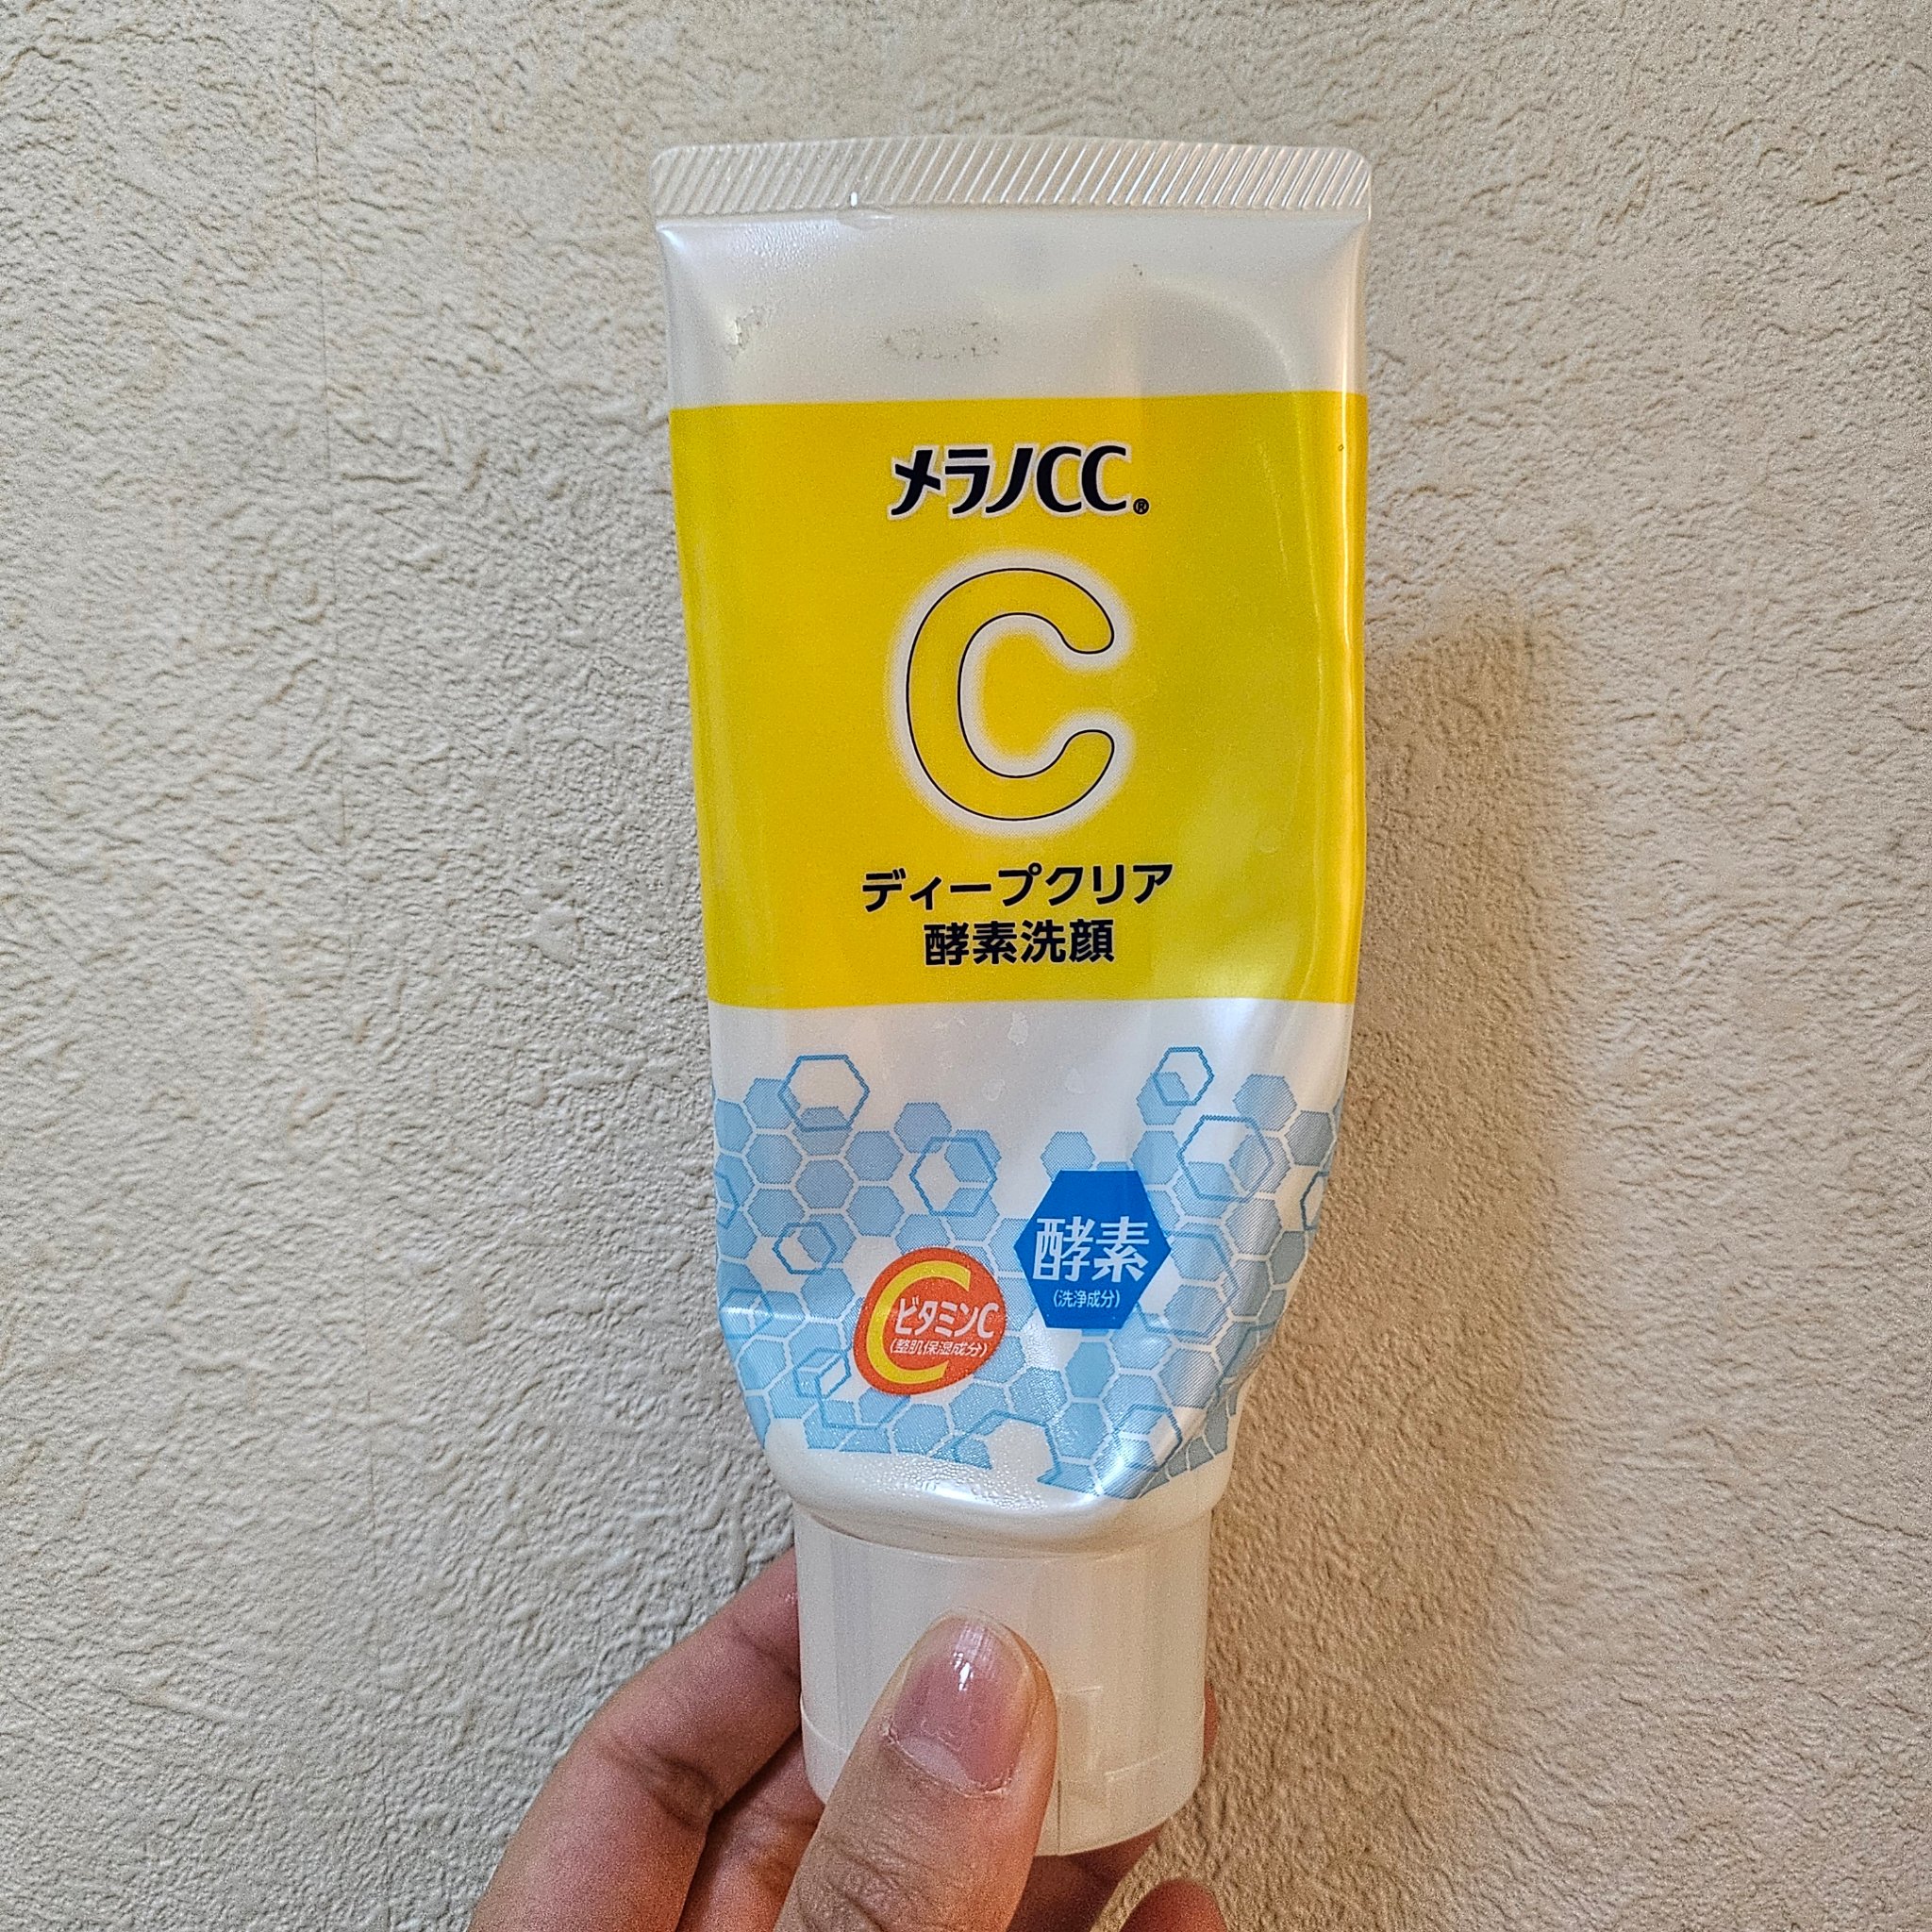 メラノCC®
C
ディープクリア
酵素洗顔
酵素
(洗浄成分)
C
ビタミンC
(整肌保湿成分)